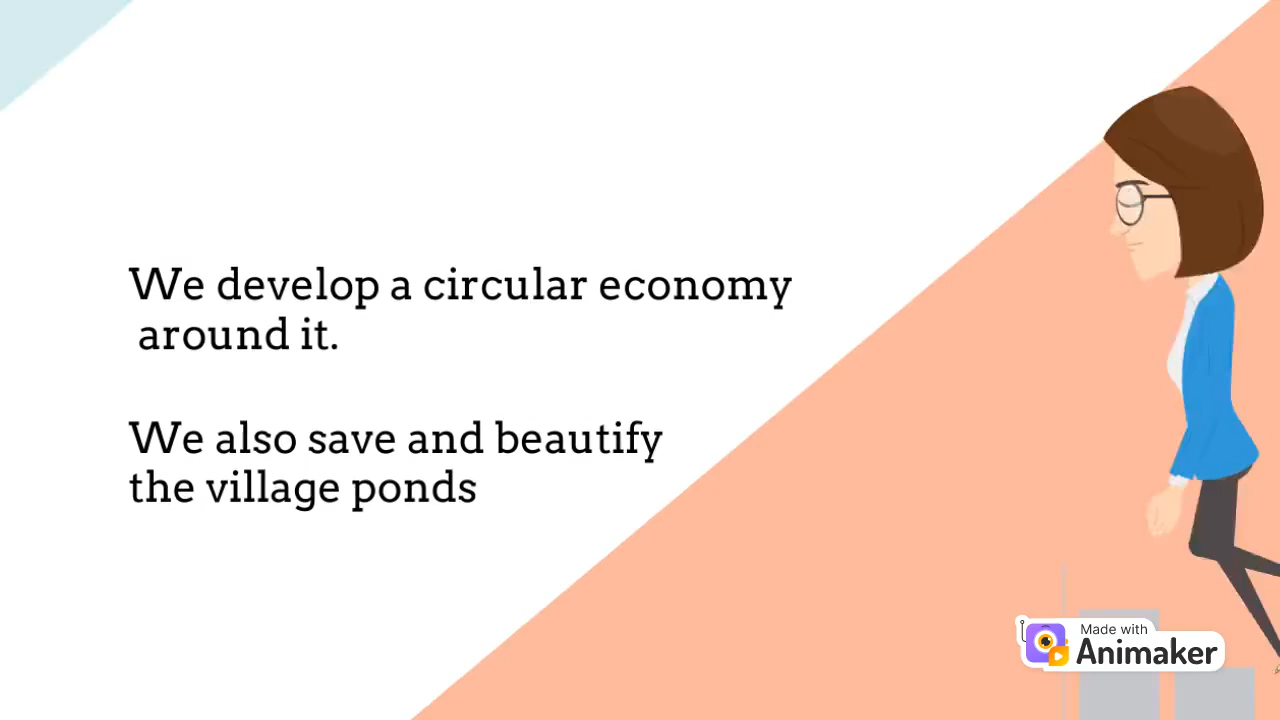 We develop a circular economy
around it.
We also save and beautify
the village ponds
Made with
Animaker